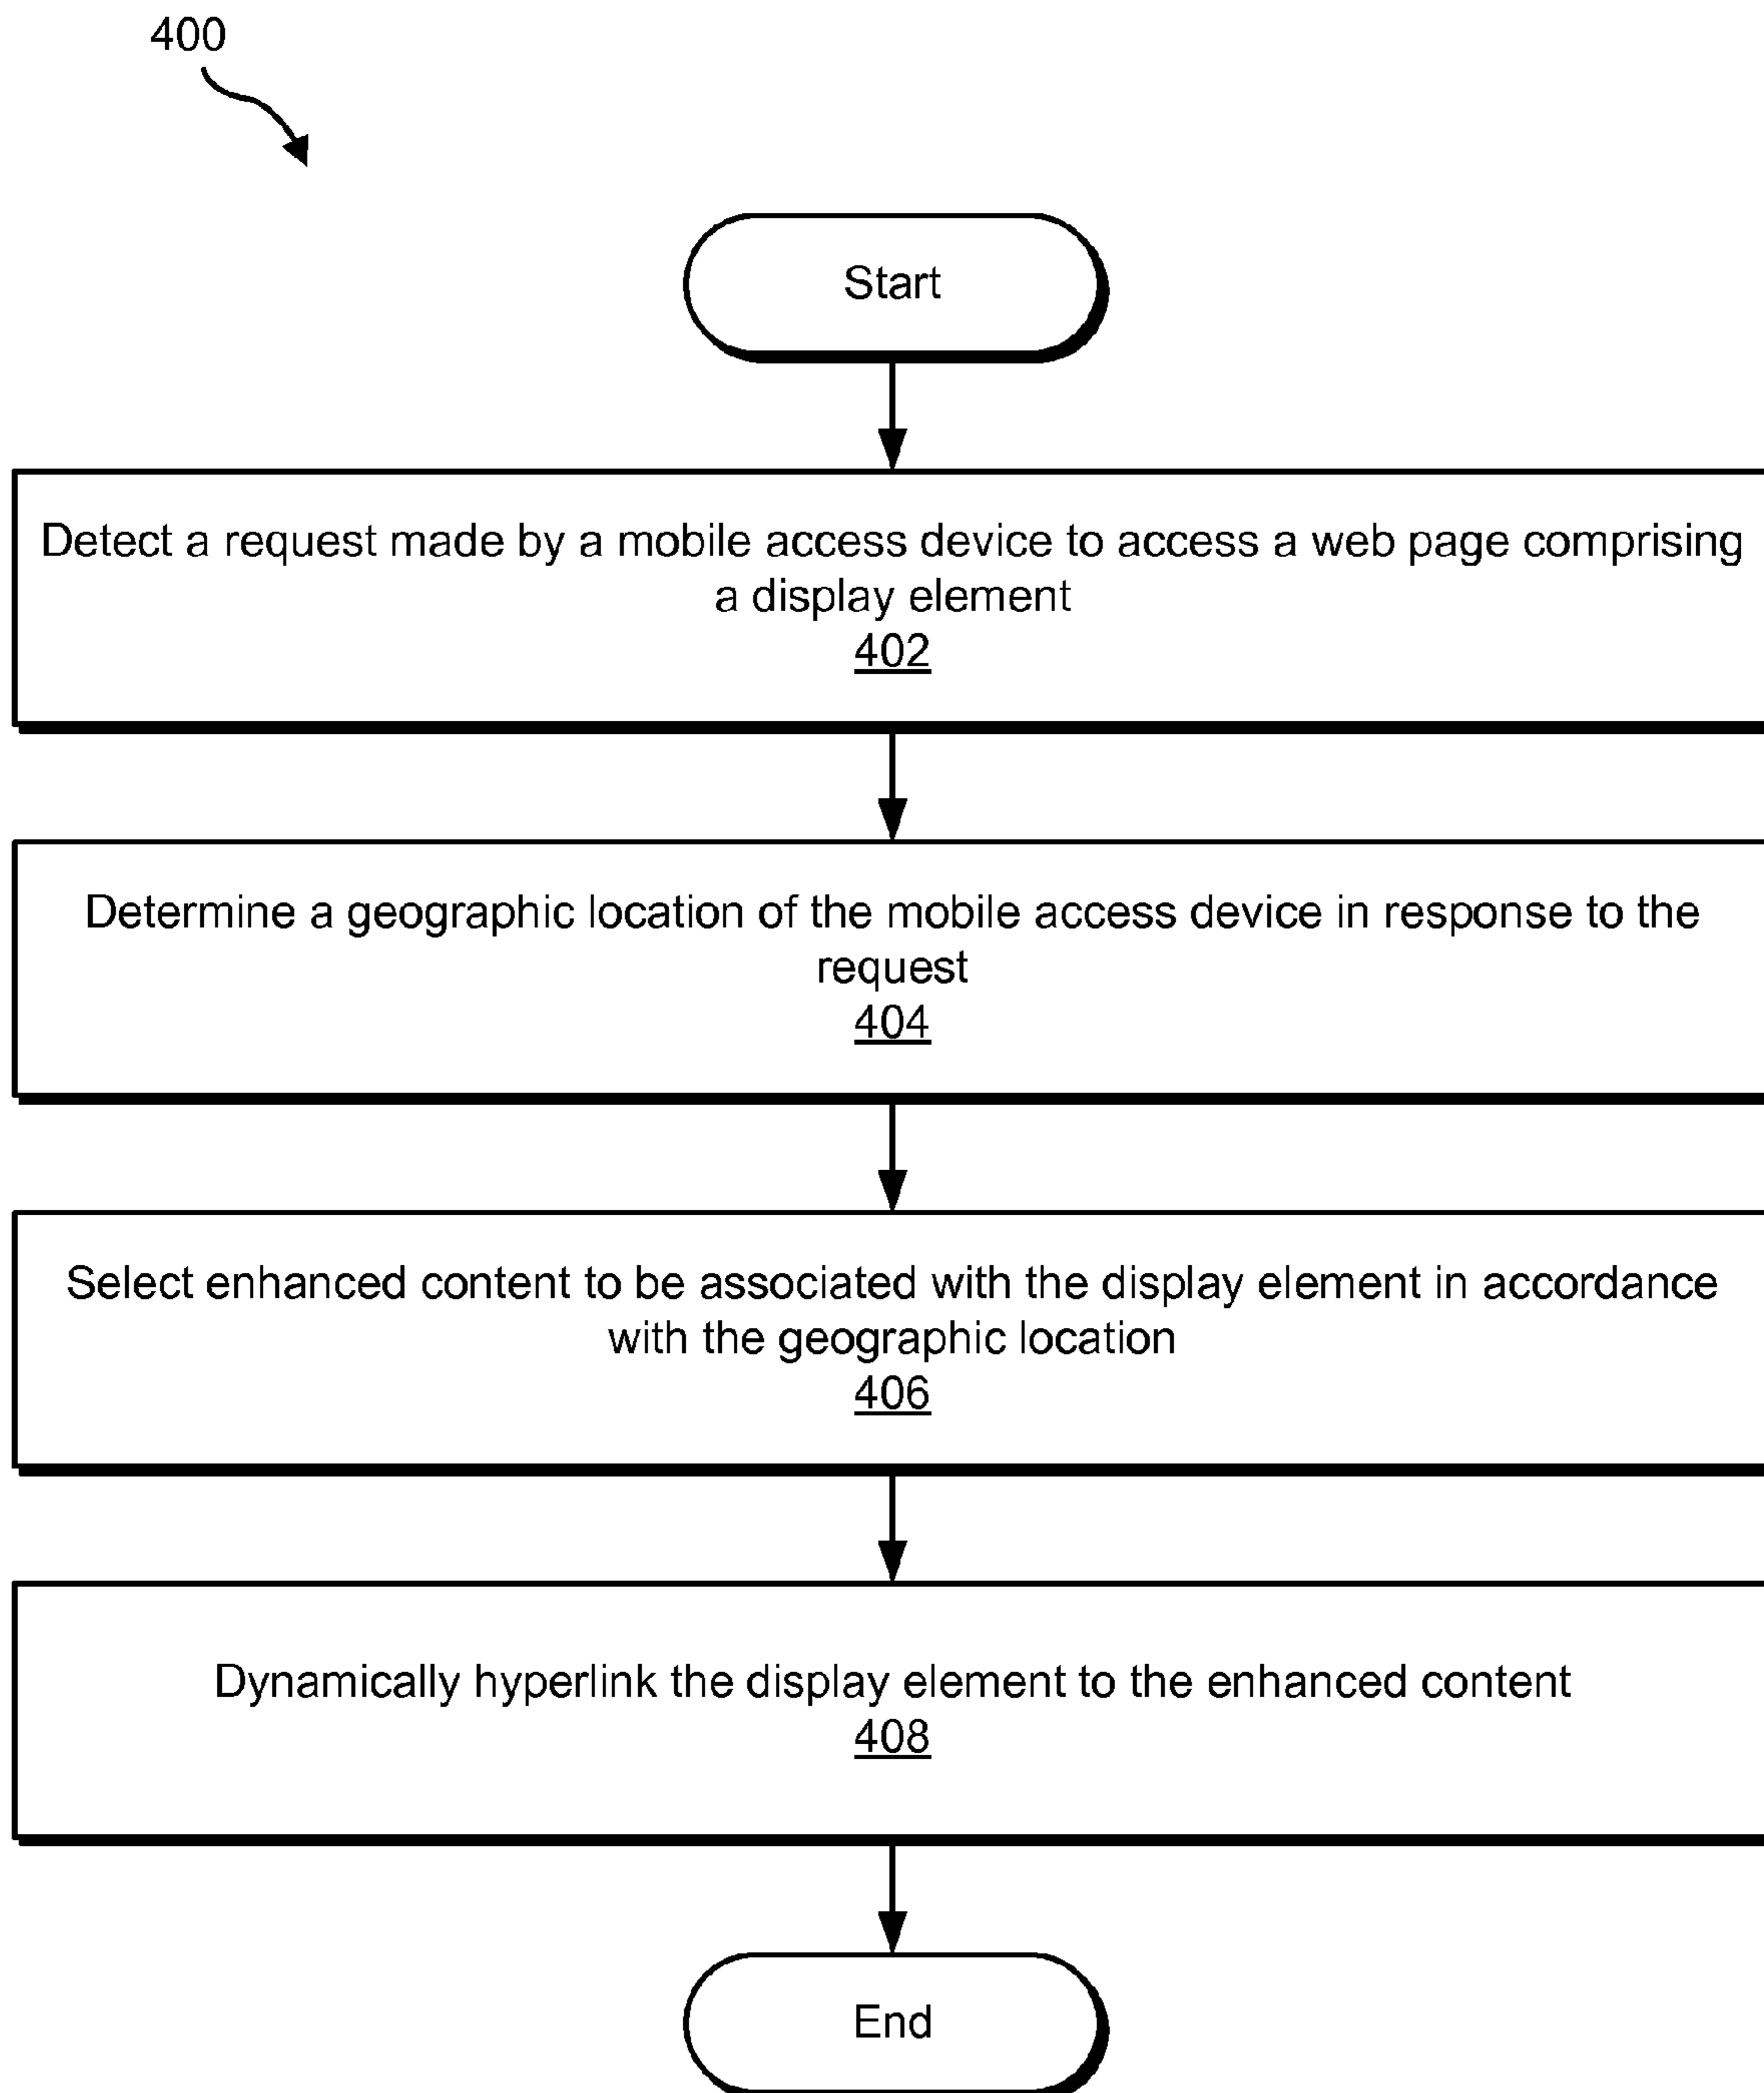 400
Start
Detect a request made by a mobile access device to access a web page comprising
a display element
402
Determine a geographic location of the mobile access device in response to the
request
404
Select enhanced content to be associated with the display element in accordance
with the geographic location
406
Dynamically hyperlink the display element to the enhanced content
408
End